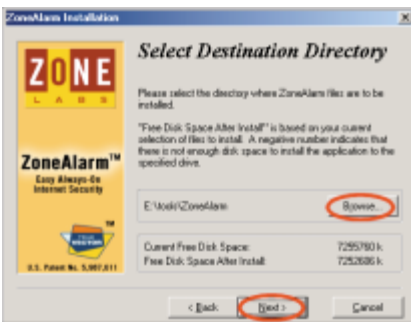 ZoneAlarm Installation
ZONE
LABS
ZoneAlarm™
Easy Always-On
Internet Security
TM
TRUE
VECTOR
U.S. Patent No. 5,987,611
Select Destination Directory
Please select the directory where ZoneAlarm files are to be
installed.
"Free Disk Space After Install" is based on your current
selection of files to install. A negative number indicates that
there is not enough disk space to install the application to the
specified drive.
E:\tools\ZoneAlarm
Browse...
Current Free Disk Space: 7255760 k
Free Disk Space After Install: 7252686 k
< Back
Next >
Cancel